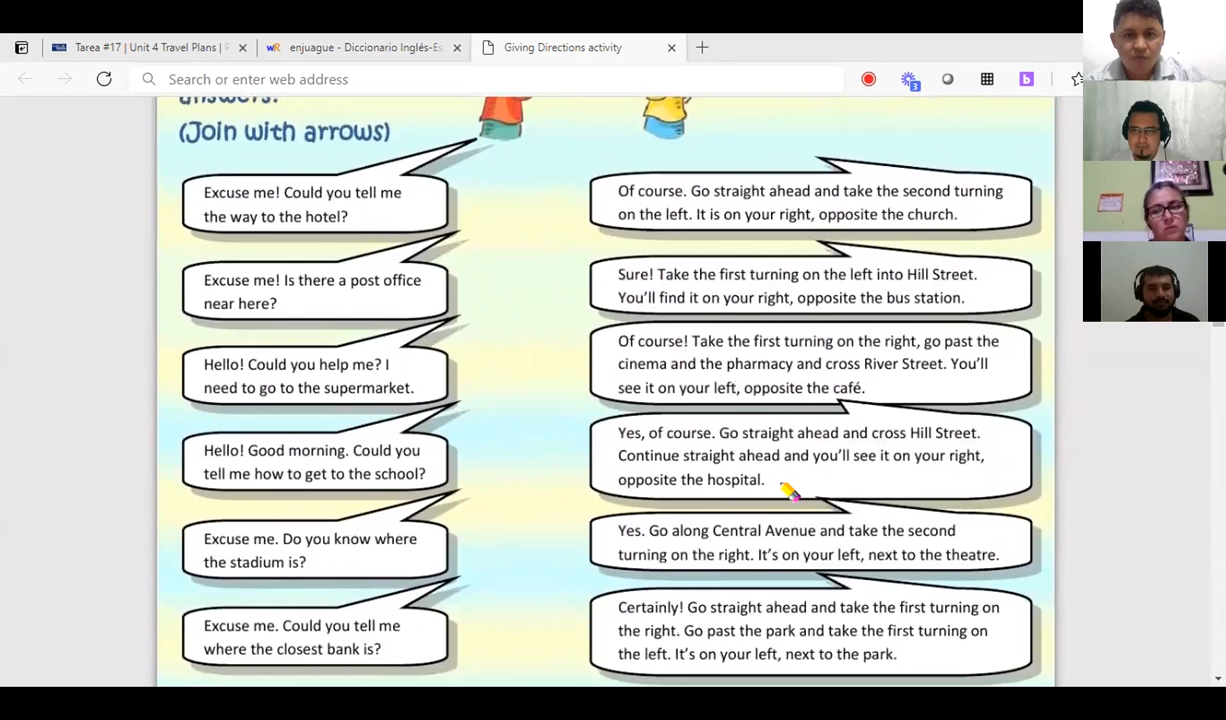 Tarea #17 | Unit 4 Travel Plans |
wR enjuague - Diccionario Inglés-Es
Giving Directions activity
Search or enter web address
3
b
answers.
(Join with arrows)
Excuse me! Could you tell me
the way to the hotel?
Of course. Go straight ahead and take the second turning
on the left. It is on your right, opposite the church.
Excuse me! Is there a post office
near here?
Sure! Take the first turning on the left into Hill Street.
You'll find it on your right, opposite the bus station.
Hello! Could you help me? I
need to go to the supermarket.
Of course! Take the first turning on the right, go past the
cinema and the pharmacy and cross River Street. You'll
see it on your left, opposite the café.
Hello! Good morning. Could you
tell me how to get to the school?
Yes, of course. Go straight ahead and cross Hill Street.
Continue straight ahead and you'll see it on your right,
opposite the hospital.
Excuse me. Do you know where
the stadium is?
Yes. Go along Central Avenue and take the second
turning on the right. It's on your left, next to the theatre.
Excuse me. Could you tell me
where the closest bank is?
Certainly! Go straight ahead and take the first turning on
the right. Go past the park and take the first turning on
the left. It's on your left, next to the park.